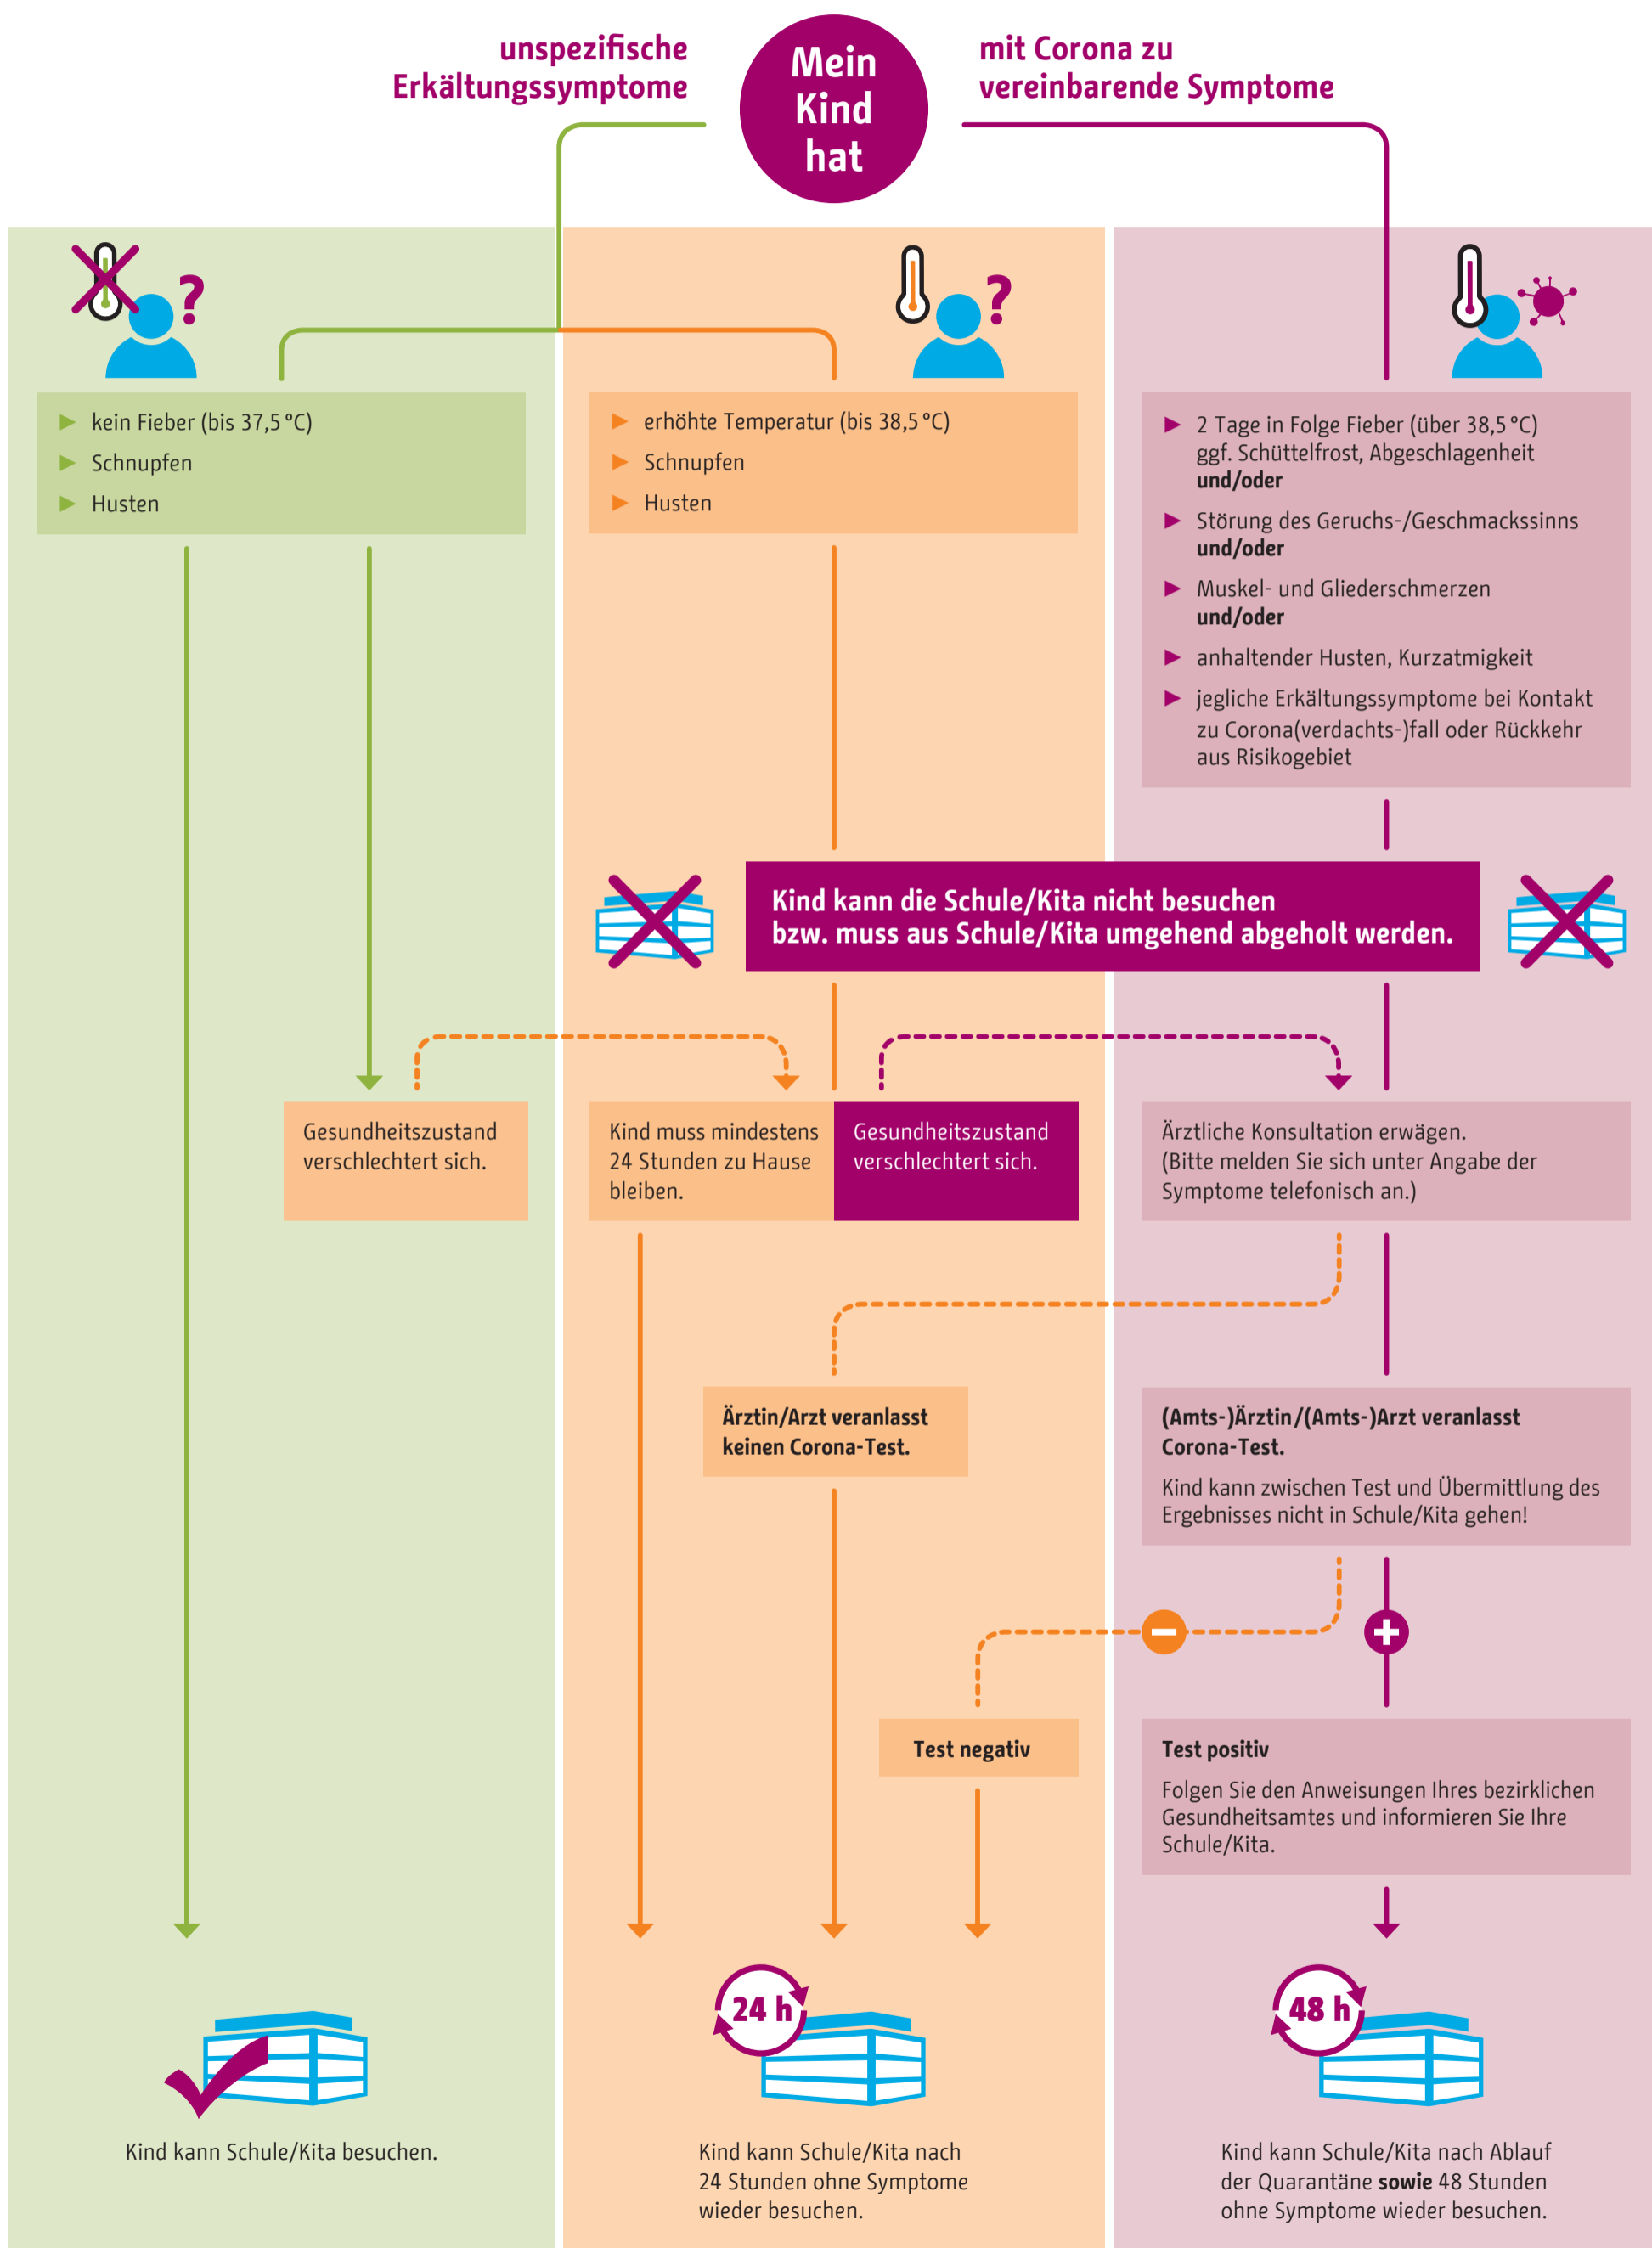 unspezifische
Erkältungssymptome
Mein
Kind
hat
mit Corona zu
vereinbarende Symptome
?
?
kein Fieber (bis 37,5 °C)
Schnupfen
Husten
erhöhte Temperatur (bis 38,5 °C)
Schnupfen
Husten
2 Tage in Folge Fieber (über 38,5 °C)
ggf. Schüttelfrost, Abgeschlagenheit
und/oder
Störung des Geruchs-/Geschmackssinns
und/oder
Muskel- und Gliederschmerzen
und/oder
anhaltender Husten, Kurzatmigkeit
jegliche Erkältungssymptome bei Kontakt
zu Corona(verdachts-)fall oder Rückkehr
aus Risikogebiet
Kind kann die Schule/Kita nicht besuchen
bzw. muss aus Schule/Kita umgehend abgeholt werden.
Gesundheitszustand
verschlechtert sich.
Kind muss mindestens
24 Stunden zu Hause
bleiben.
Gesundheitszustand
verschlechtert sich.
Ärztliche Konsultation erwägen.
(Bitte melden Sie sich unter Angabe der
Symptome telefonisch an.)
Ärztin/Arzt veranlasst
keinen Corona-Test.
(Amts-)Ärztin/(Amts-)Arzt veranlasst
Corona-Test.
Kind kann zwischen Test und Übermittlung des
Ergebnisses nicht in Schule/Kita gehen!
Test negativ
Test positiv
Folgen Sie den Anweisungen Ihres bezirklichen
Gesundheitsamtes und informieren Sie Ihre
Schule/Kita.
24 h
48 h
Kind kann Schule/Kita besuchen.
Kind kann Schule/Kita nach
24 Stunden ohne Symptome
wieder besuchen.
Kind kann Schule/Kita nach Ablauf
der Quarantäne sowie 48 Stunden
ohne Symptome wieder besuchen.